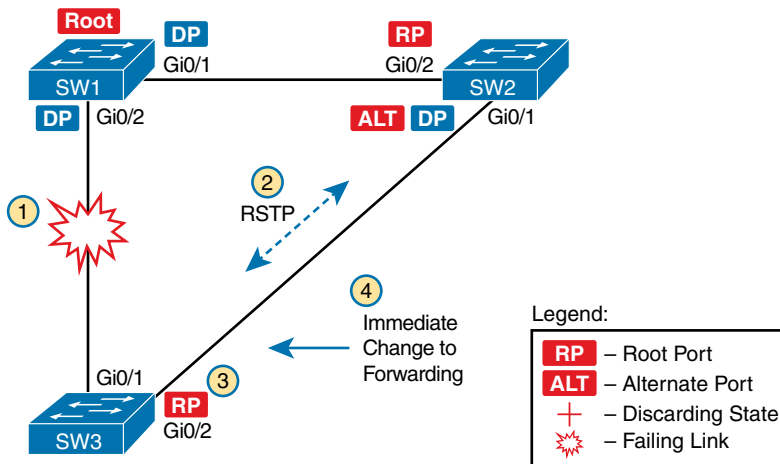 Root
DP
RP
Gi0/1
Gi0/2
SW1
SW2
DP
Gi0/2
ALT
DP
Gi0/1
1
2
RSTP
4
Immediate
Change to
Forwarding
Gi0/1
3
RP
SW3
Gi0/2
Legend:
RP – Root Port
ALT – Alternate Port
– Discarding State
– Failing Link